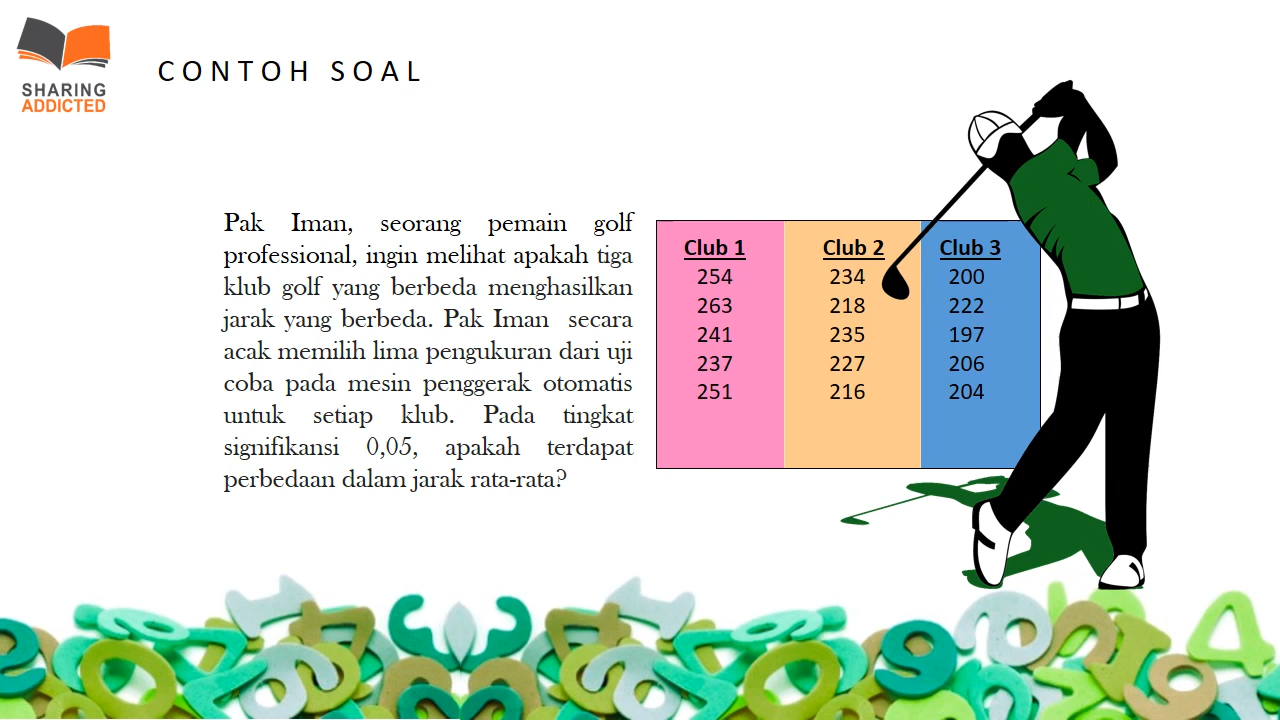 SHARING
ADDICTED
CONTOH SOAL
Pak Iman, seorang pemain golf
professional, ingin melihat apakah tiga
klub golf yang berbeda menghasilkan
jarak yang berbeda. Pak Iman secara
acak memilih lima pengukuran dari uji
coba pada mesin penggerak otomatis
untuk setiap klub. Pada tingkat
signifikansi 0,05, apakah terdapat
perbedaan dalam jarak rata-rata?
Club 1 Club 2 Club 3
254 234 200
263 218 222
241 235 197
237 227 206
251 216 204